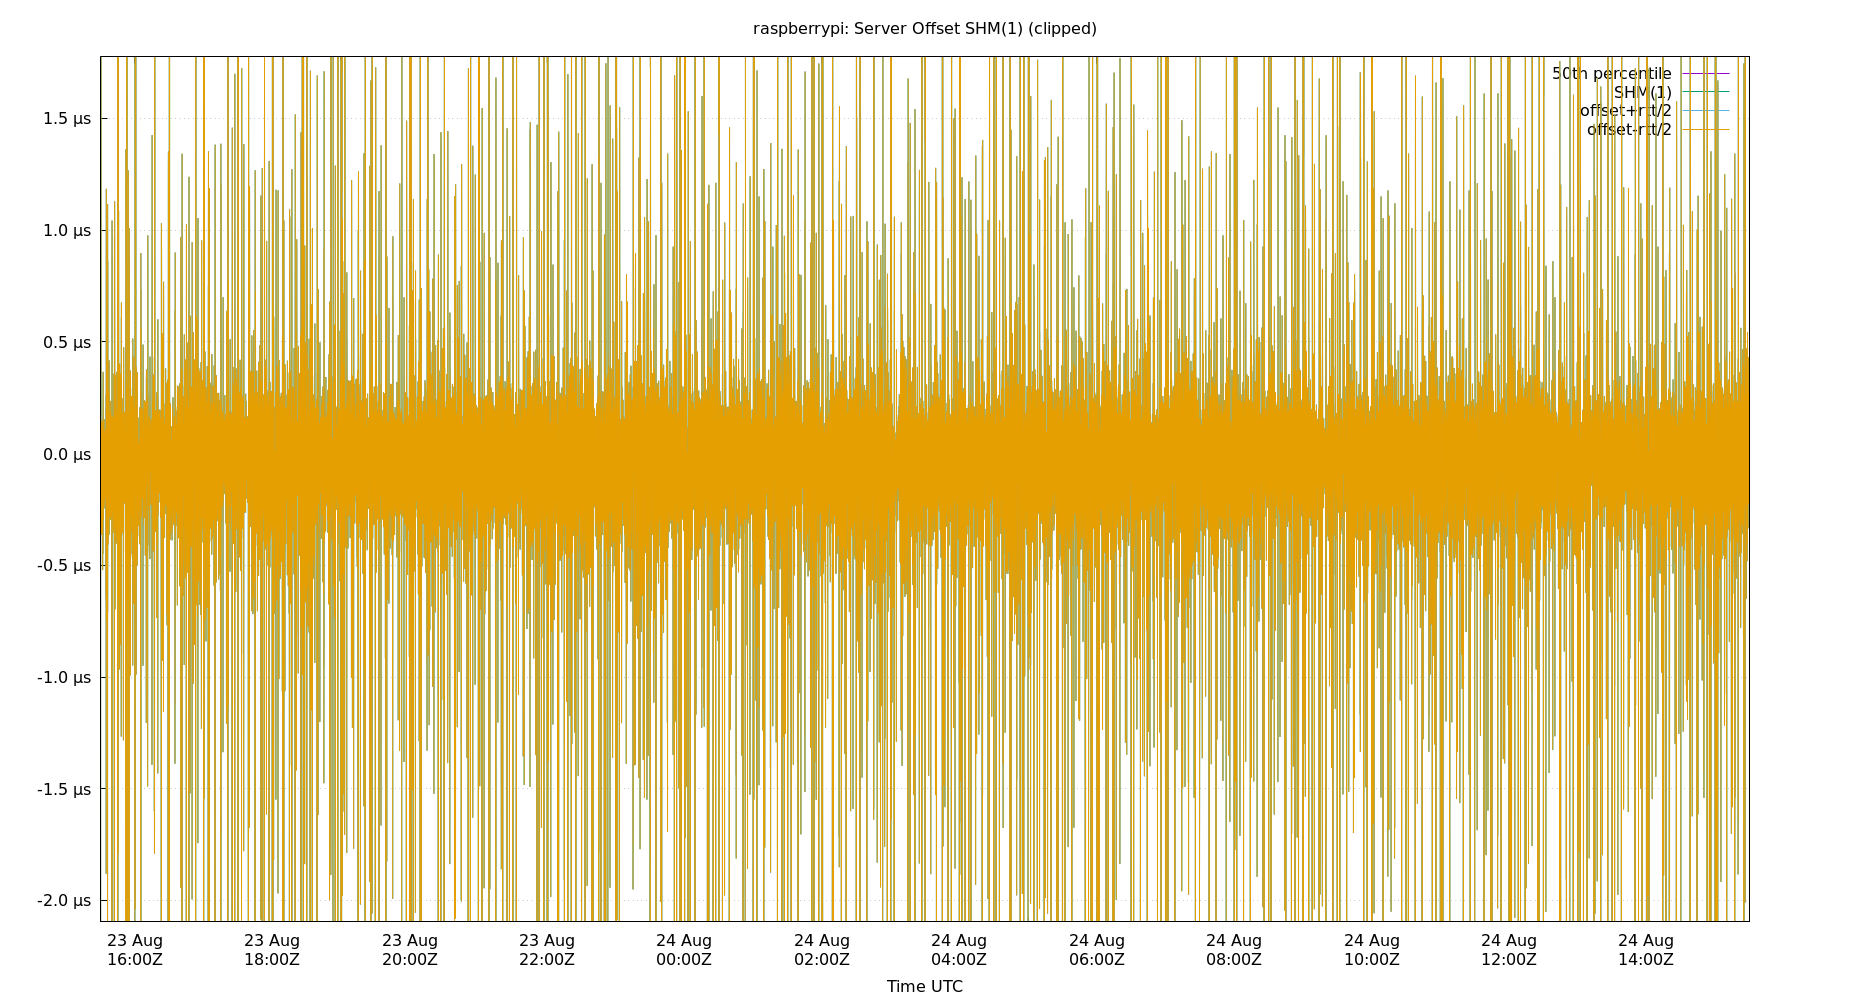 raspberrypi: Server Offset SHM(1) (clipped)
50th percentile
SHM(1)
offset+rtt/2
offset-rtt/2
1.5 µs
1.0 µs
0.5 µs
0.0 µs
-0.5 µs
-1.0 µs
-1.5 µs
-2.0 µs
23 Aug 23 Aug 23 Aug 23 Aug 24 Aug 24 Aug 24 Aug 24 Aug 24 Aug 24 Aug 24 Aug 24 Aug
16:00Z 18:00Z 20:00Z 22:00Z 00:00Z 02:00Z 04:00Z 06:00Z 08:00Z 10:00Z 12:00Z 14:00Z
Time UTC